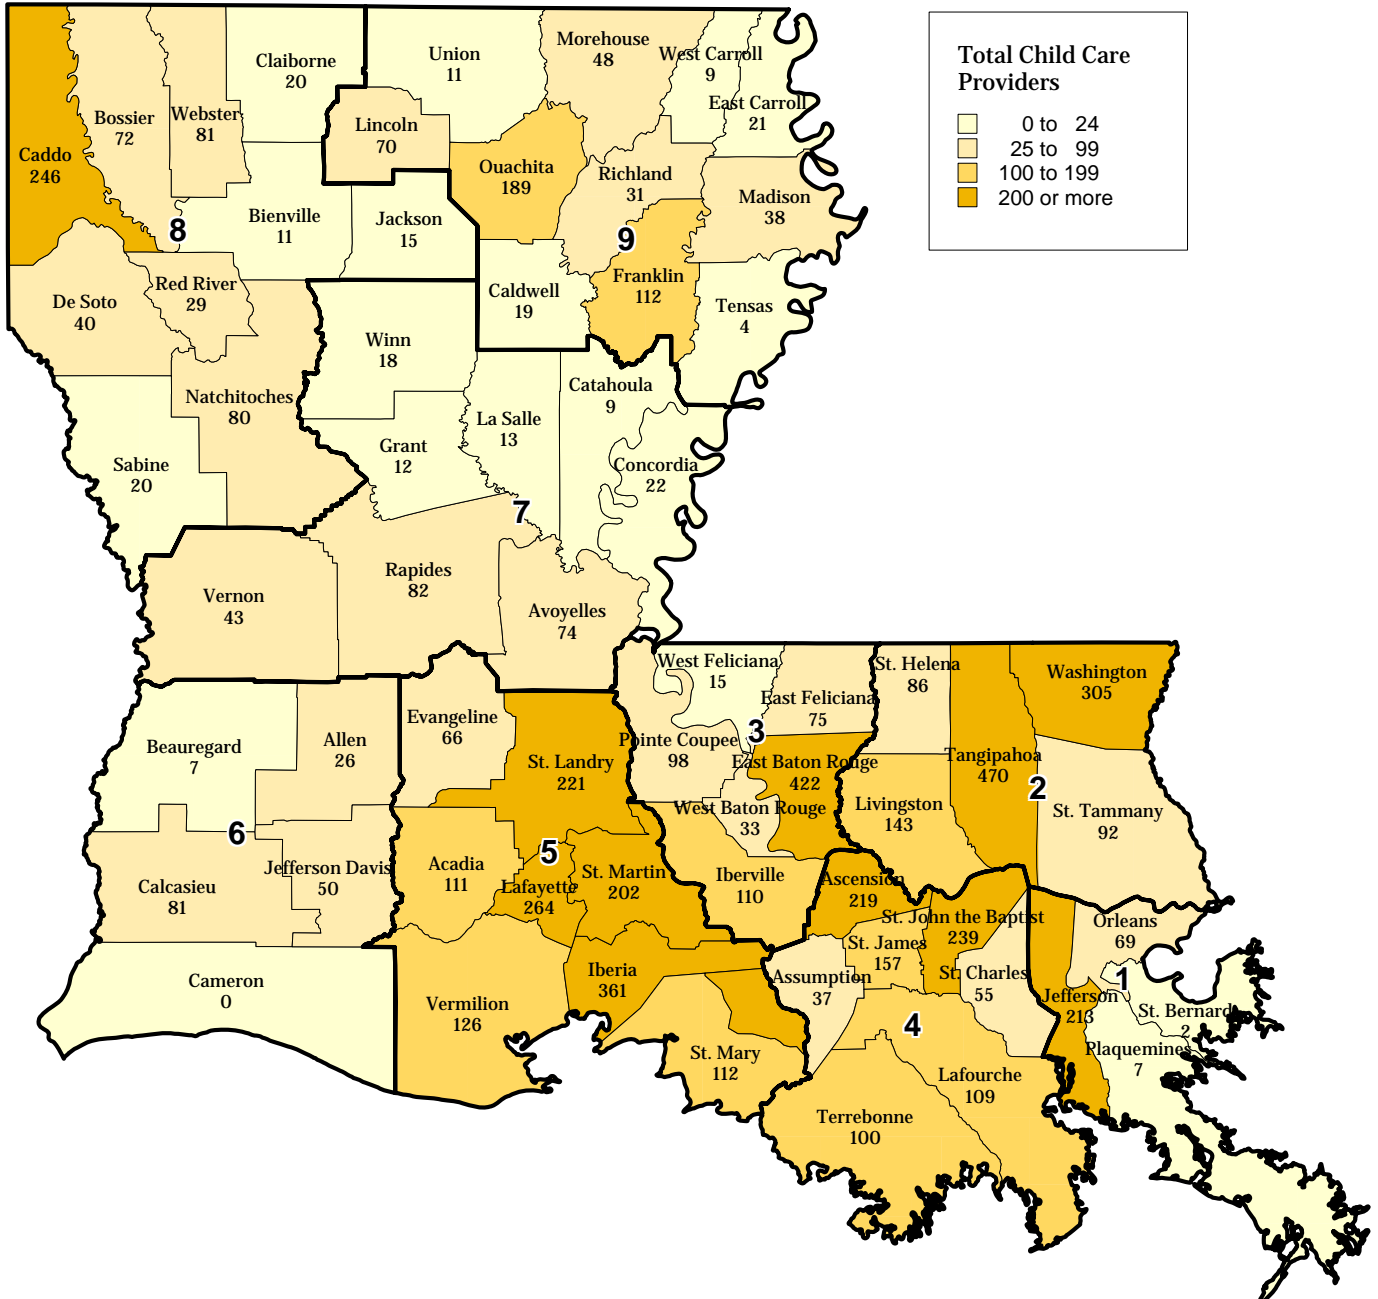 Total Child Care
Providers
0 to 24
25 to 99
100 to 199
200 or more
Caddo
246
Bossier
72
Webster
81
Claiborne
20
Union
11
Morehouse
48
West Carroll
9
East Carroll
21
Lincoln
70
Ouachita
189
Richland
31
Madison
38
Bienville
11
Jackson
15
8
9
De Soto
40
Red River
29
Caldwell
19
Franklin
112
Tensas
4
Winn
18
Natchitoches
80
Catahoula
9
La Salle
13
Grant
12
Sabine
20
Concordia
22
7
Vernon
43
Rapides
82
Avoyelles
74
West Feliciana
15
East Feliciana
75
St. Helena
86
Washington
305
Beauregard
7
Allen
26
Evangeline
66
St. Landry
221
Pointe Coupee
98
3
East Baton Rouge
422
Tangipahoa
470
2
St. Tammany
92
West Baton Rouge
33
Livingston
143
6
5
Calcasieu
81
Jefferson Davis
50
Acadia
111
Lafayette
264
St. Martin
202
Iberville
110
Ascension
219
St. John the Baptist
239
Orleans
69
St. James
157
St. Charles
55
Assumption
37
Cameron
0
Vermilion
126
Iberia
361
St. Mary
112
4
Jefferson
213
1
St. Bernard
2
Plaquemines
7
Lafourche
109
Terrebonne
100